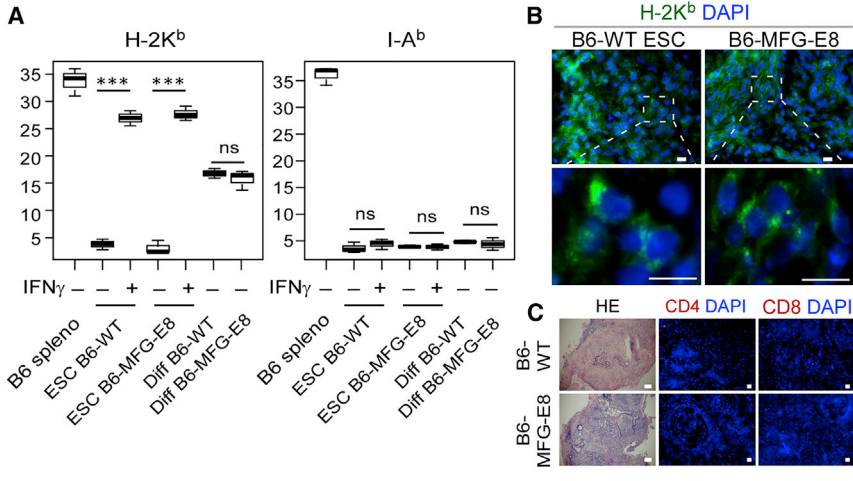 A
H-2Kᵇ
35
30
25
20
15
10
5
***
***
ns
IFNγ − − + − + − −
B6 spleno
ESC B6-WT
ESC B6-MFG-E8
Diff B6-WT
Diff B6-MFG-E8
I-Aᵇ
35
30
25
20
15
10
5
ns
ns
ns
IFNγ − − + − + − −
B6 spleno
ESC B6-WT
ESC B6-MFG-E8
Diff B6-WT
Diff B6-MFG-E8
B
H-2Kᵇ DAPI
B6-WT ESC B6-MFG-E8
C
HE CD4 DAPI CD8 DAPI
B6-
WT
B6-
MFG-E8